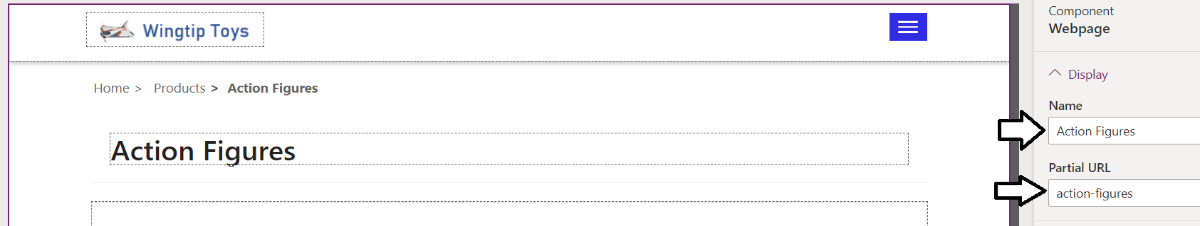 Wingtip Toys
Home > Products > Action Figures
Action Figures
Component
Webpage
Display
Name
Action Figures
Partial URL
action-figures